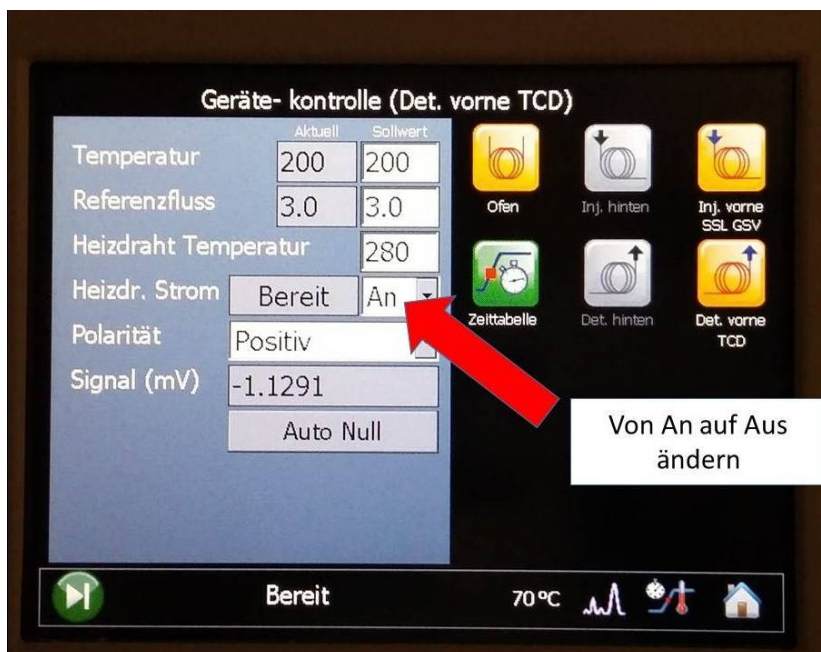 Geräte- kontrolle (Det. vorne TCD)
Aktuell Sollwert
Temperatur 200 200
Referenzfluss 3.0 3.0
Heizdraht Temperatur 280
Heizdr. Strom Bereit An
Polarität Positiv
Signal (mV) -1.1291
Auto Null
Ofen
Inj. hinten
Inj. vorne
SSL GSV
Zeittabelle
Det. hinten
Det. vorne
TCD
Von An auf Aus
ändern
Bereit 70 ºC